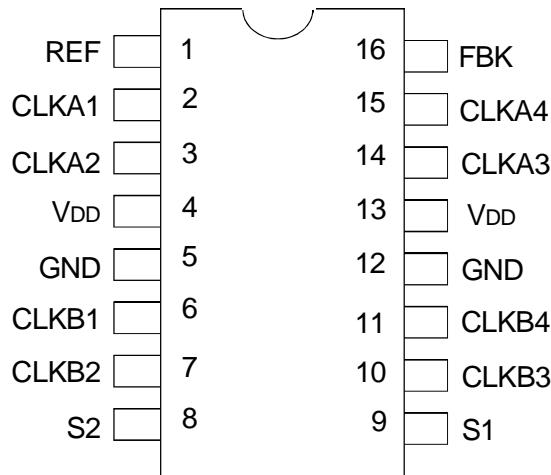 REF 1 16 FBK
CLKA1 2 15 CLKA4
CLKA2 3 14 CLKA3
VDD 4 13 VDD
GND 5 12 GND
CLKB1 6 11 CLKB4
CLKB2 7 10 CLKB3
S2 8 9 S1